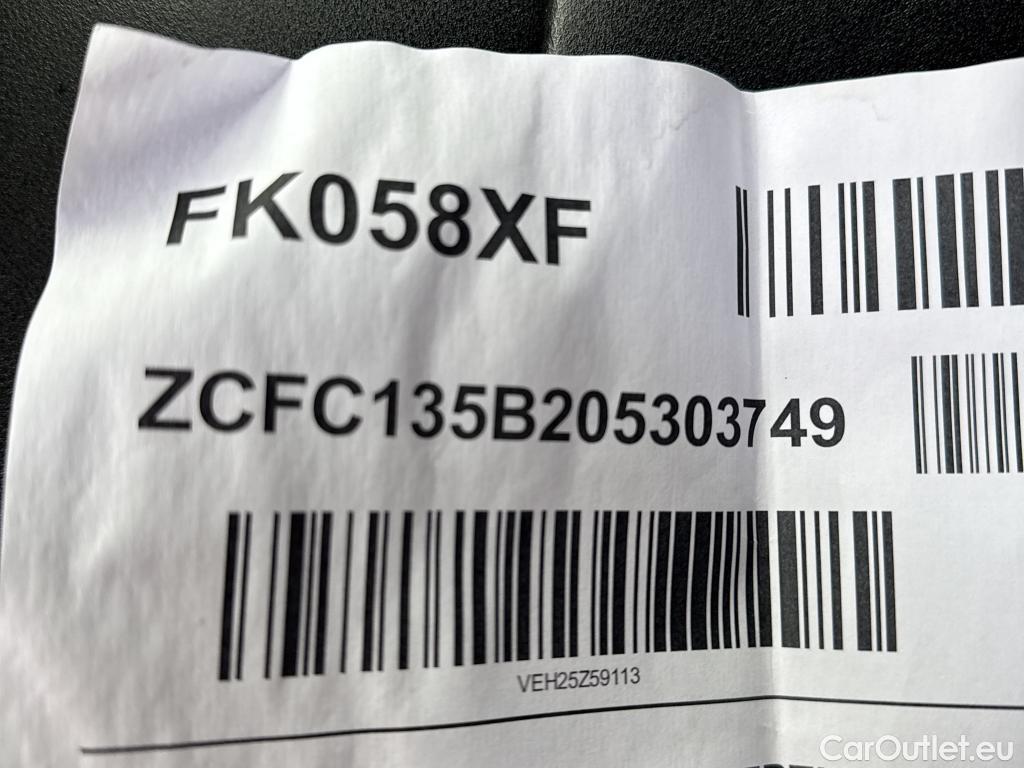 FK058XF
ZCFC135B205303749
VEH25Z59113
CarOutlet.eu